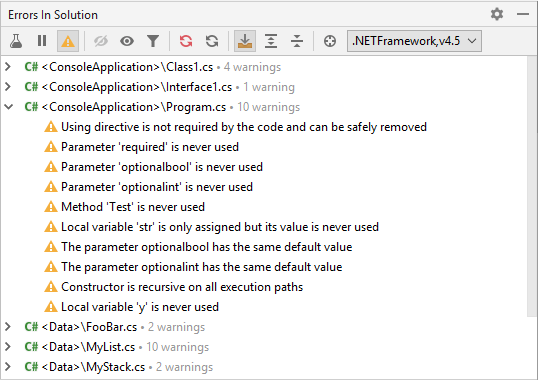 Errors In Solution
.NETFramework,v4.5
C# <ConsoleApplication>\Class1.cs • 4 warnings
C# <ConsoleApplication>\Interface1.cs • 1 warning
C# <ConsoleApplication>\Program.cs • 10 warnings
Using directive is not required by the code and can be safely removed
Parameter 'required' is never used
Parameter 'optionalbool' is never used
Parameter 'optionalint' is never used
Method 'Test' is never used
Local variable 'str' is only assigned but its value is never used
The parameter optionalbool has the same default value
The parameter optionalint has the same default value
Constructor is recursive on all execution paths
Local variable 'y' is never used
C# <Data>\FooBar.cs • 2 warnings
C# <Data>\MyList.cs • 10 warnings
C# <Data>\MyStack.cs • 2 warnings